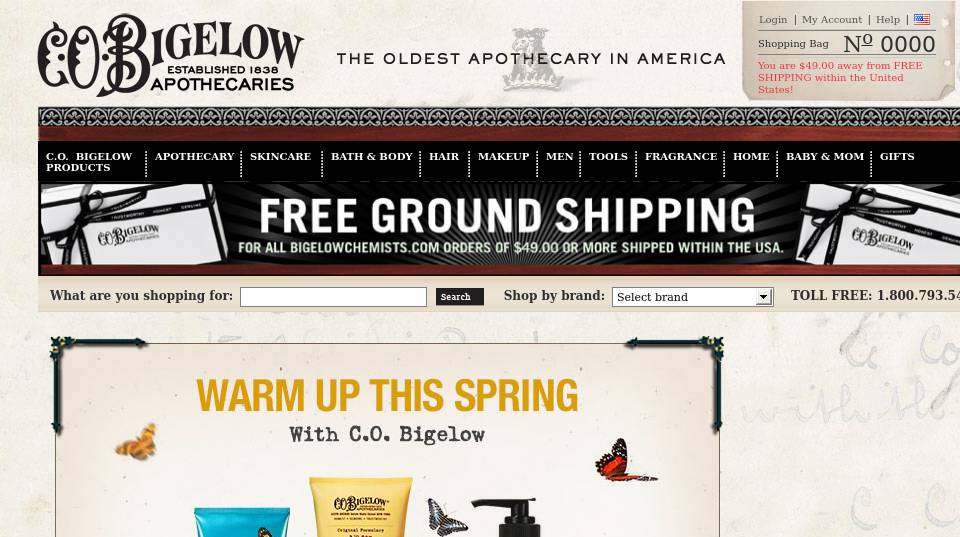 C.O. BIGELOW
ESTABLISHED 1838
APOTHECARIES
THE OLDEST APOTHECARY IN AMERICA
Login | My Account | Help |
Shopping Bag Nº 0000
You are $49.00 away from FREE
SHIPPING within the United
States!
C.O. BIGELOW PRODUCTS
APOTHECARY
SKINCARE
BATH & BODY
HAIR
MAKEUP
MEN
TOOLS
FRAGRANCE
HOME
BABY & MOM
GIFTS
FREE GROUND SHIPPING
FOR ALL BIGELOWCHEMISTS.COM ORDERS OF $49.00 OR MORE SHIPPED WITHIN THE USA.
C.O. BIGELOW
C.O. BIGELOW
What are you shopping for: Search Shop by brand: Select brand TOLL FREE: 1.800.793.54
WARM UP THIS SPRING
With C.O. Bigelow
C.O. BIGELOW
Original Formulary